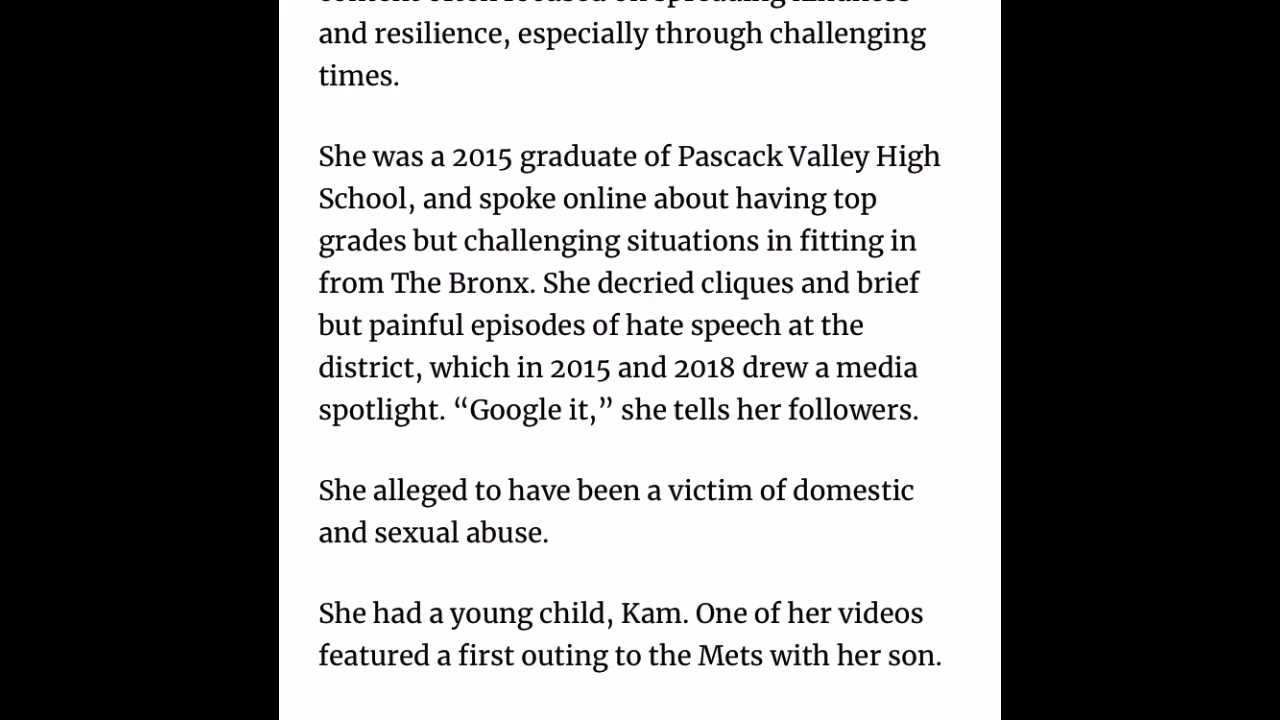 and resilience, especially through challenging
times.
She was a 2015 graduate of Pascack Valley High
School, and spoke online about having top
grades but challenging situations in fitting in
from The Bronx. She decried cliques and brief
but painful episodes of hate speech at the
district, which in 2015 and 2018 drew a media
spotlight. “Google it,” she tells her followers.
She alleged to have been a victim of domestic
and sexual abuse.
She had a young child, Kam. One of her videos
featured a first outing to the Mets with her son.